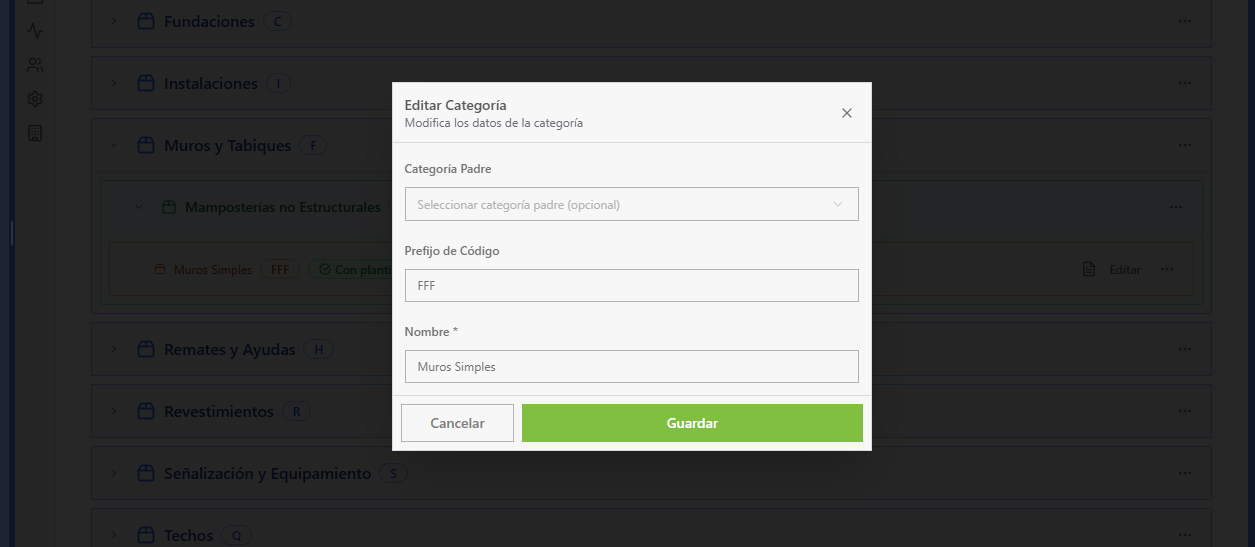 Fundaciones C
Instalaciones I
Editar Categoría
Modifica los datos de la categoría
Muros y Tabiques F
Categoría Padre
Seleccionar categoría padre (opcional)
Mamposterías no Estructurales
Prefijo de Código
FFF
Muros Simples FFF Con planti
Editar
Nombre *
Muros Simples
Remates y Ayudas H
Revestimientos R
Cancelar
Guardar
Señalización y Equipamiento S
Techos Q